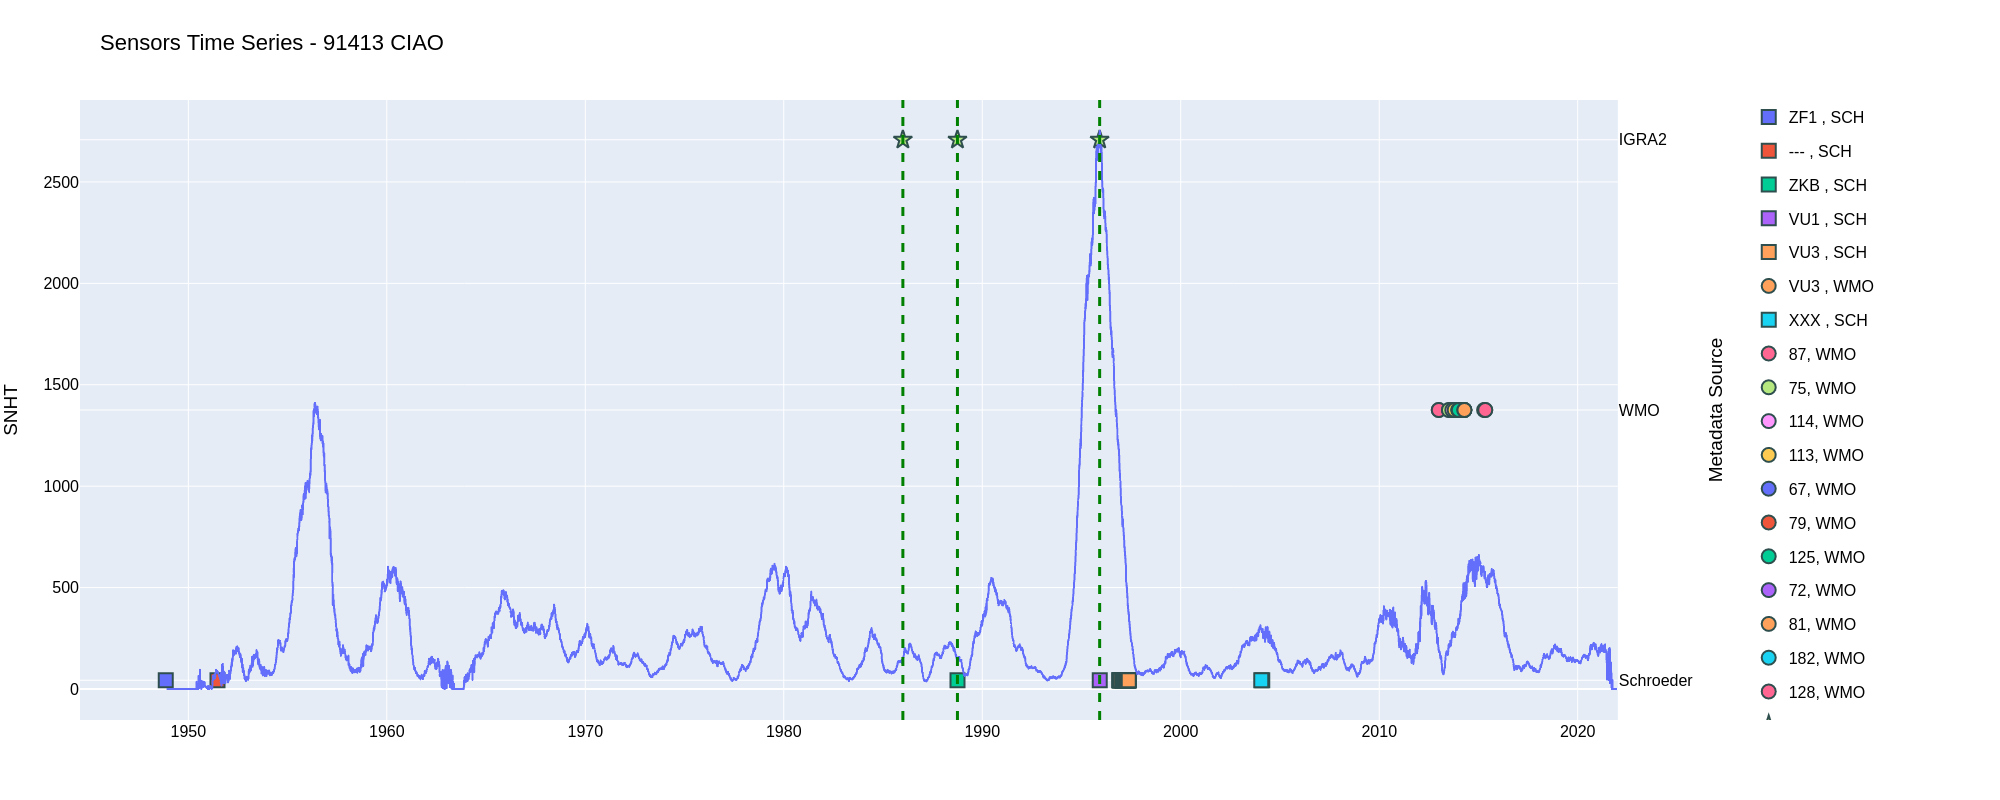 Sensors Time Series - 91413 CIAO
SNHT
2500
2000
1500
1000
500
0
1950
1960
1970
1980
1990
2000
2010
2020
IGRA2
WMO
Schroeder
Metadata Source
ZF1 , SCH
--- , SCH
ZKB , SCH
VU1 , SCH
VU3 , SCH
VU3 , WMO
XXX , SCH
87, WMO
75, WMO
114, WMO
113, WMO
67, WMO
79, WMO
125, WMO
72, WMO
81, WMO
182, WMO
128, WMO